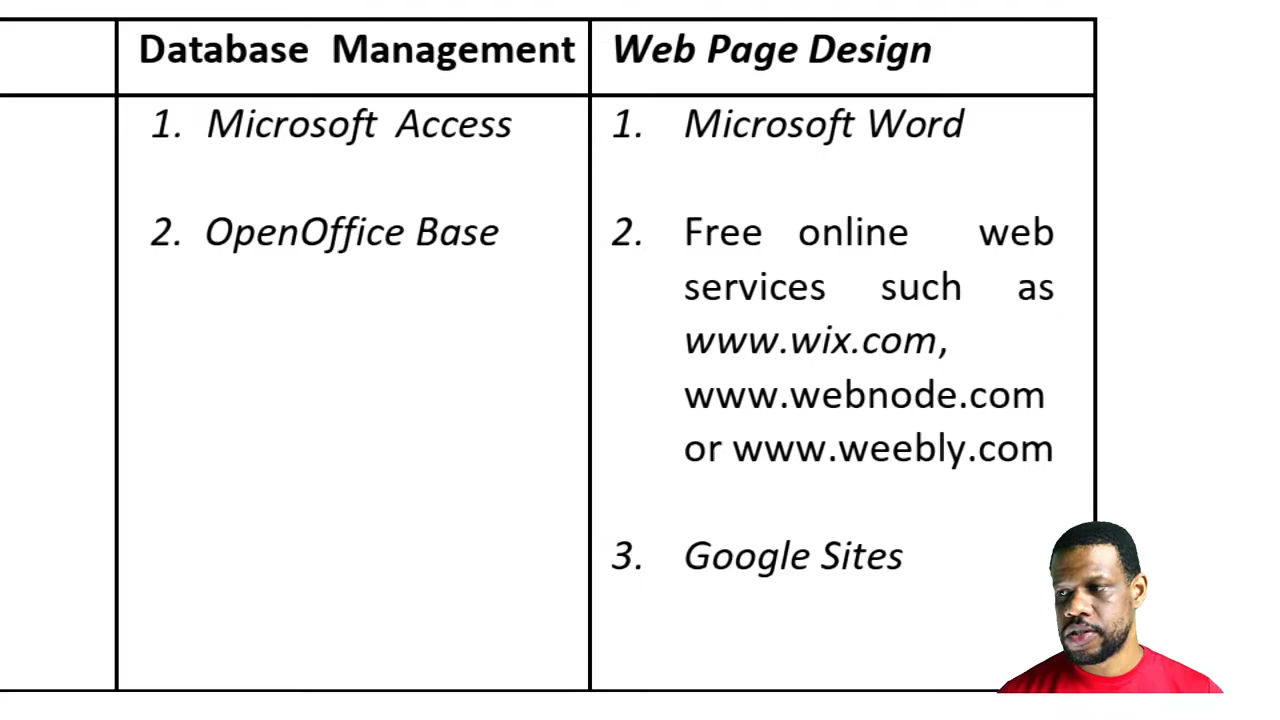 Database Management
Web Page Design
1. Microsoft Access
2. OpenOffice Base
1. Microsoft Word
2. Free online web
services such as
www.wix.com,
www.webnode.com
or www.weebly.com
3. Google Sites